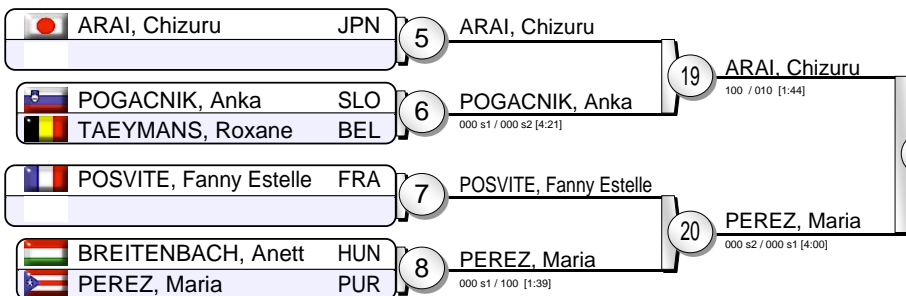 ARAI, Chizuru JPN
5
ARAI, Chizuru
POGACNIK, Anka SLO
TAEYMANS, Roxane BEL
6
POGACNIK, Anka
000 s1 / 000 s2 [4:21]
19
ARAI, Chizuru
100 / 010 [1:44]
POSVITE, Fanny Estelle FRA
7
POSVITE, Fanny Estelle
BREITENBACH, Anett HUN
PEREZ, Maria PUR
8
PEREZ, Maria
000 s1 / 100 [1:39]
20
PEREZ, Maria
000 s2 / 000 s1 [4:00]